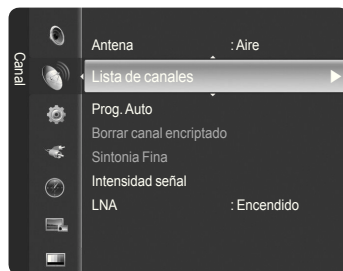 Canal
Antena : Aire
Lista de canales
Prog. Auto
Borrar canal encriptado
Sintonia Fina
Intensidad señal
LNA : Encendido